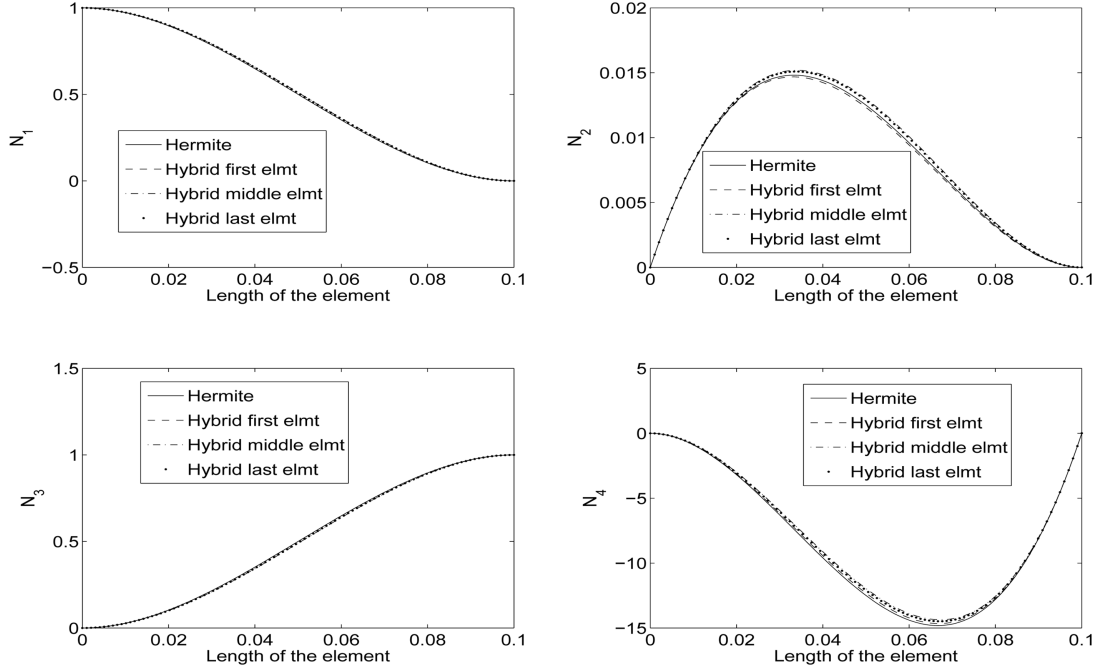 1
0.5
0
−0.5
0
0.02
0.04
0.06
0.08
0.1
N1
Length of the element
Hermite
Hybrid first elmt
Hybrid middle elmt
Hybrid last elmt
0.02
0.015
0.01
0.005
0
0
0.02
0.04
0.06
0.08
0.1
N2
Length of the element
Hermite
Hybrid first elmt
Hybrid middle elmt
Hybrid last elmt
1.5
1
0.5
0
0
0.02
0.04
0.06
0.08
0.1
N3
Length of the element
Hermite
Hybrid first elmt
Hybrid middle elmt
Hybrid last elmt
5
0
−5
−10
−15
0
0.02
0.04
0.06
0.08
0.1
N4
Length of the element
Hermite
Hybrid first elmt
Hybrid middle elmt
Hybrid last elmt